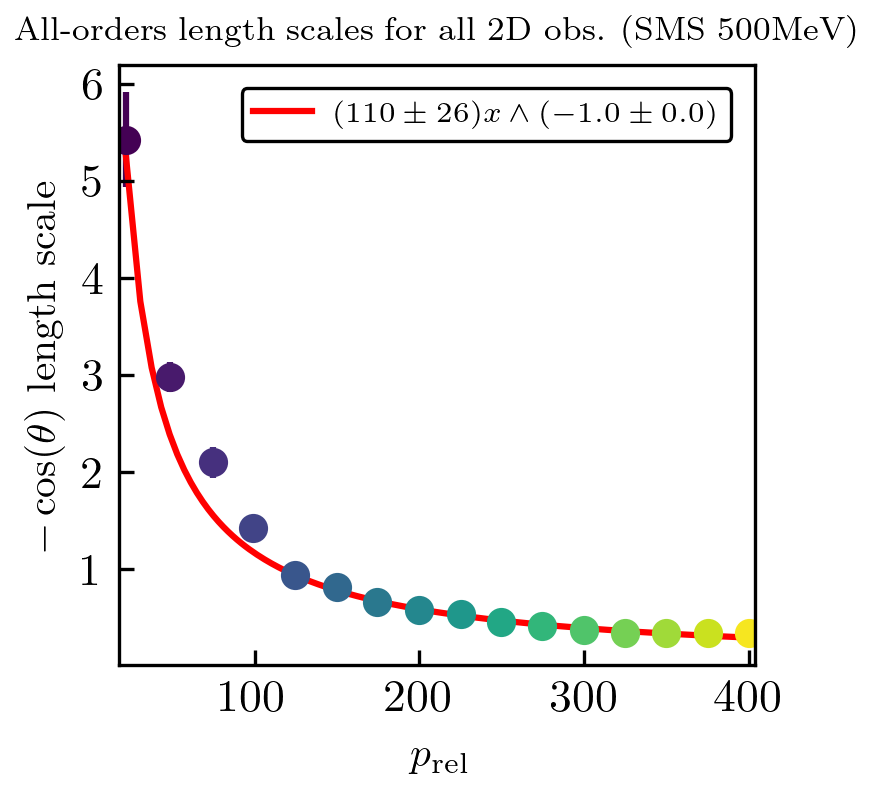 All-orders length scales for all 2D obs. (SMS 500MeV)
(110 ± 26)x ∧ (−1.0 ± 0.0)
− cos(θ) length scale
6
5
4
3
2
1
100 200 300 400
p_rel